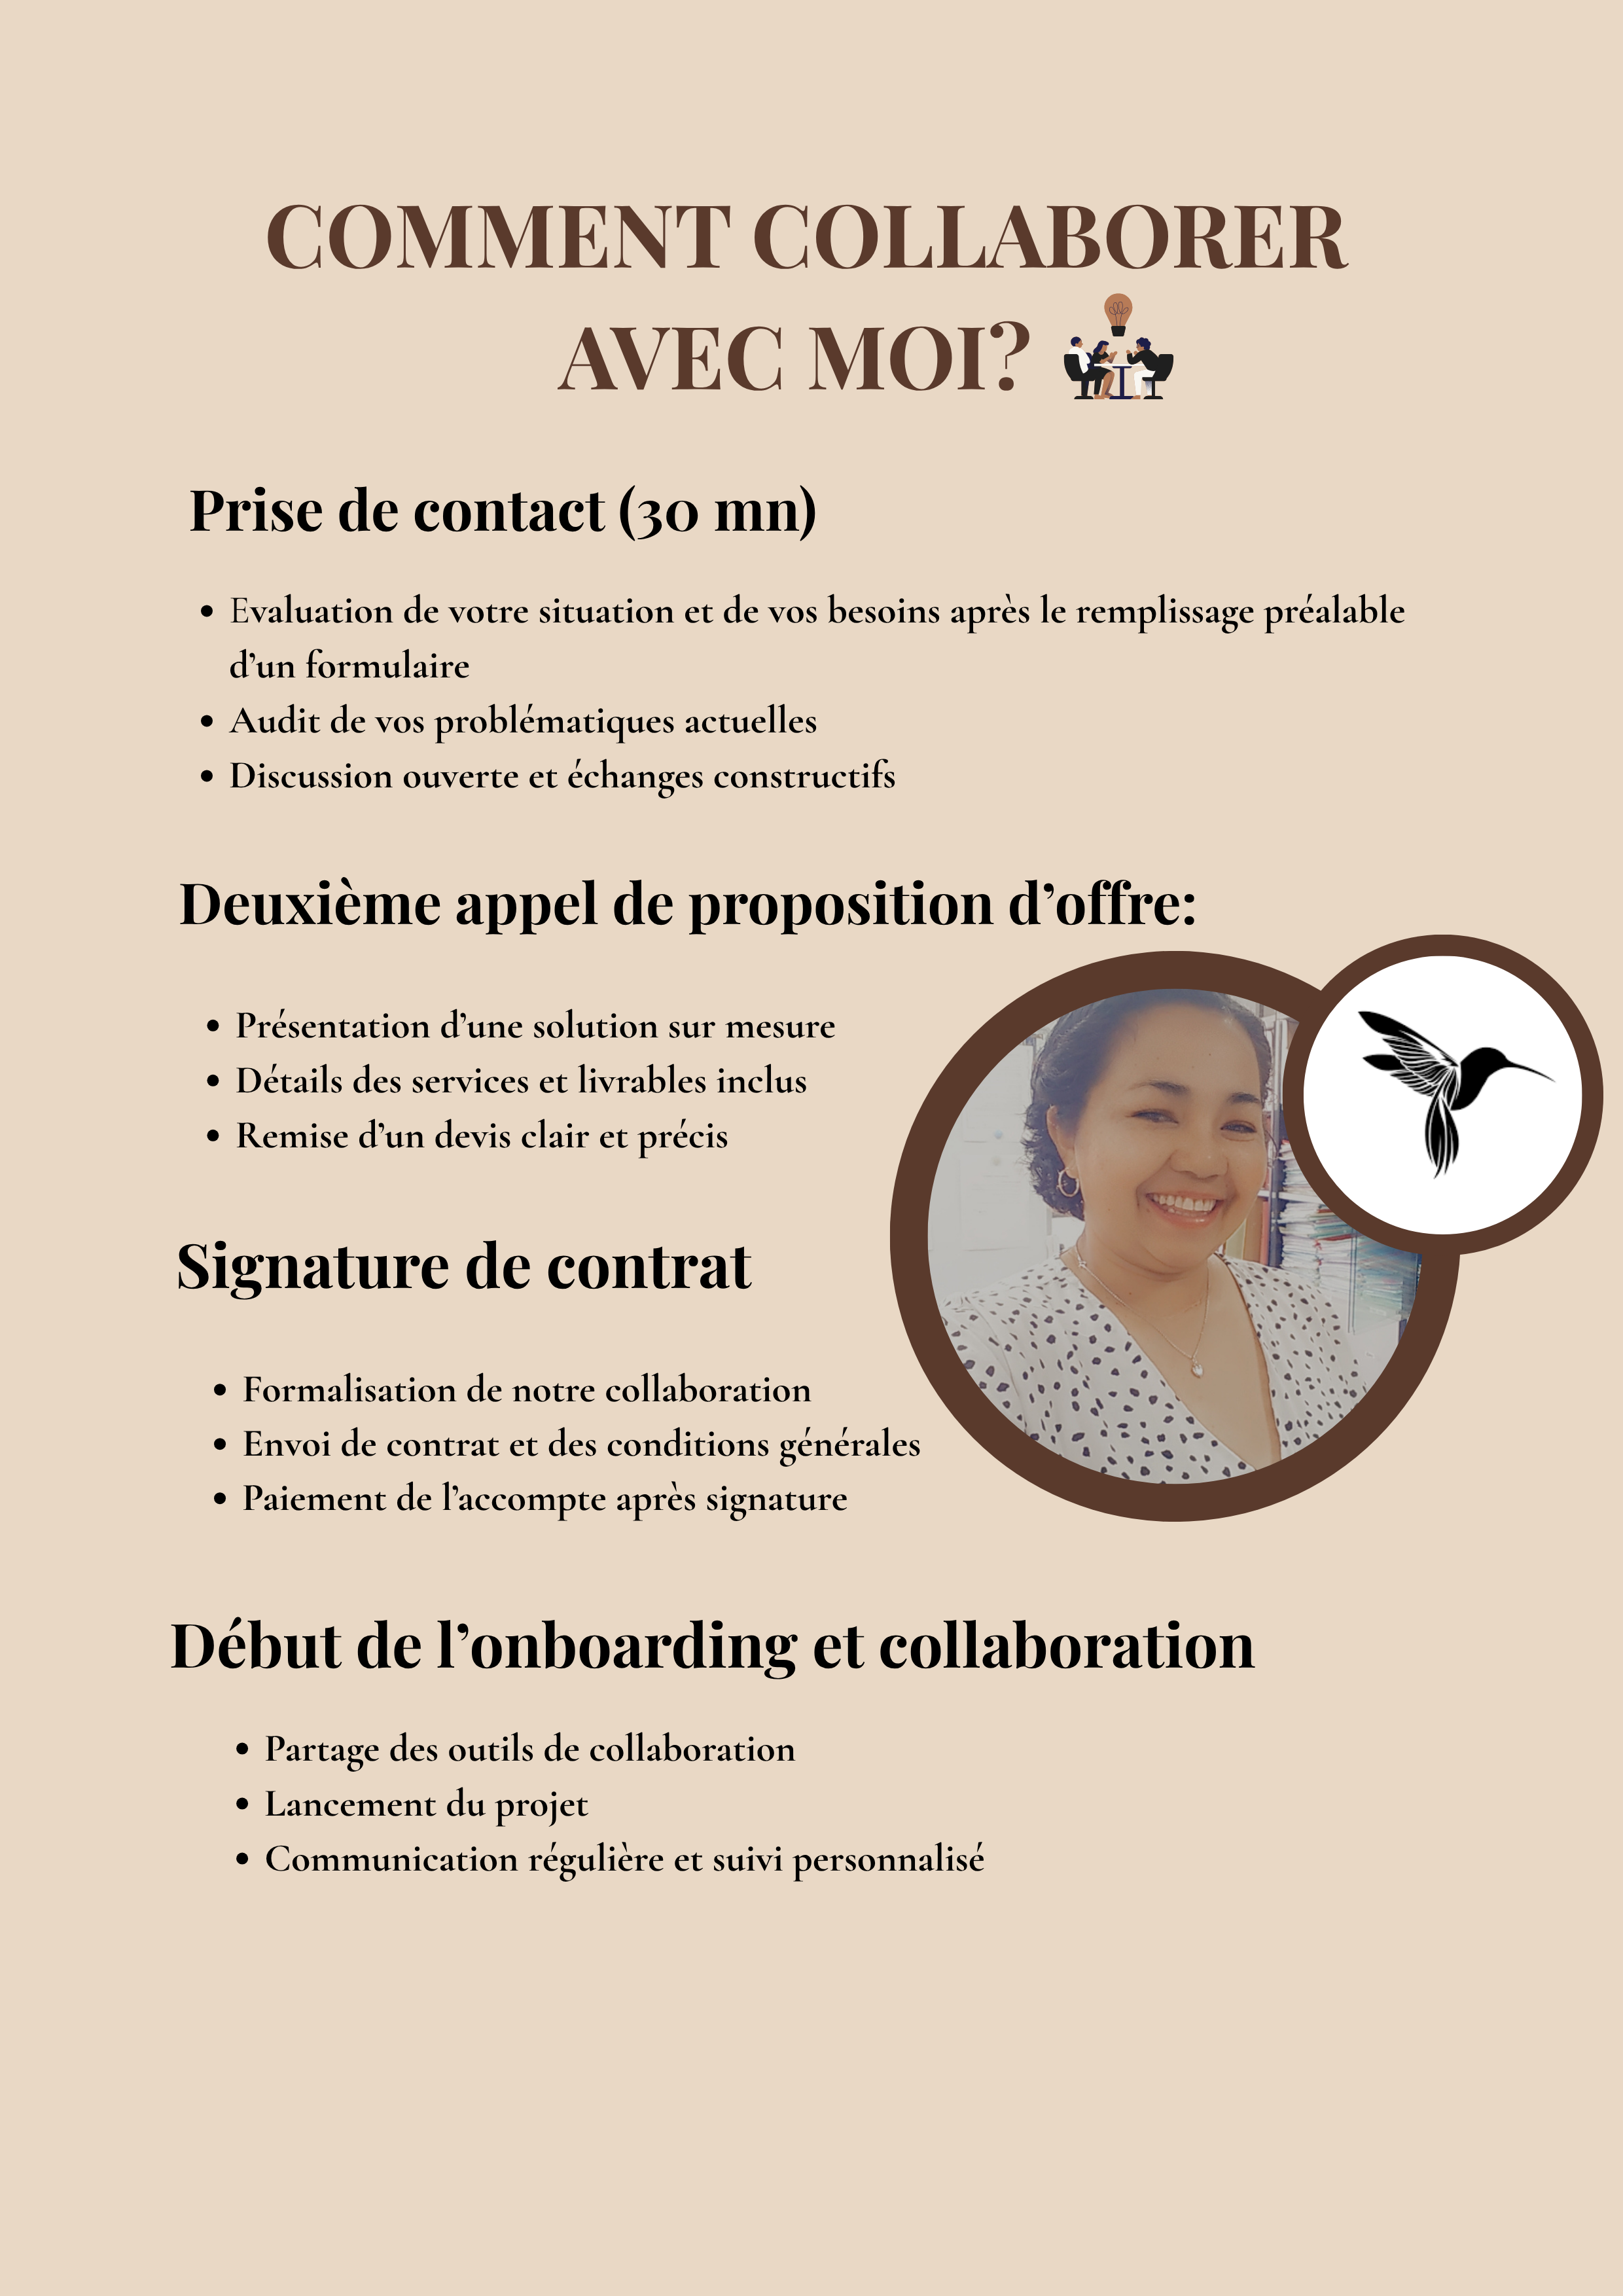 COMMENT COLLABORER
AVEC MOI?
Prise de contact (30 mn)
• Evaluation de votre situation et de vos besoins après le remplissage préalable
d’un formulaire
• Audit de vos problématiques actuelles
• Discussion ouverte et échanges constructifs
Deuxième appel de proposition d’offre:
• Présentation d’une solution sur mesure
• Détails des services et livrables inclus
• Remise d’un devis clair et précis
Signature de contrat
• Formalisation de notre collaboration
• Envoi de contrat et des conditions générales
• Paiement de l’accompte après signature
Début de l’onboarding et collaboration
• Partage des outils de collaboration
• Lancement du projet
• Communication régulière et suivi personnalisé